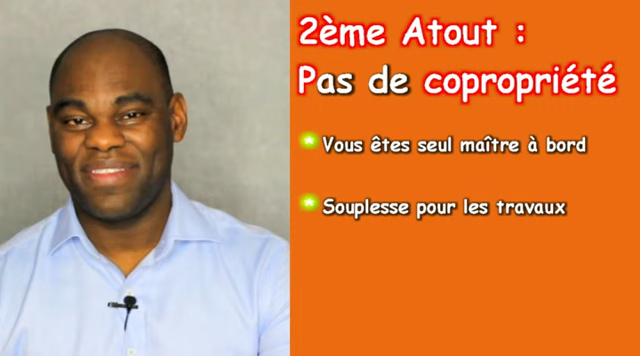 2ème Atout :
Pas de copropriété
* Vous êtes seul maître à bord
* Souplesse pour les travaux